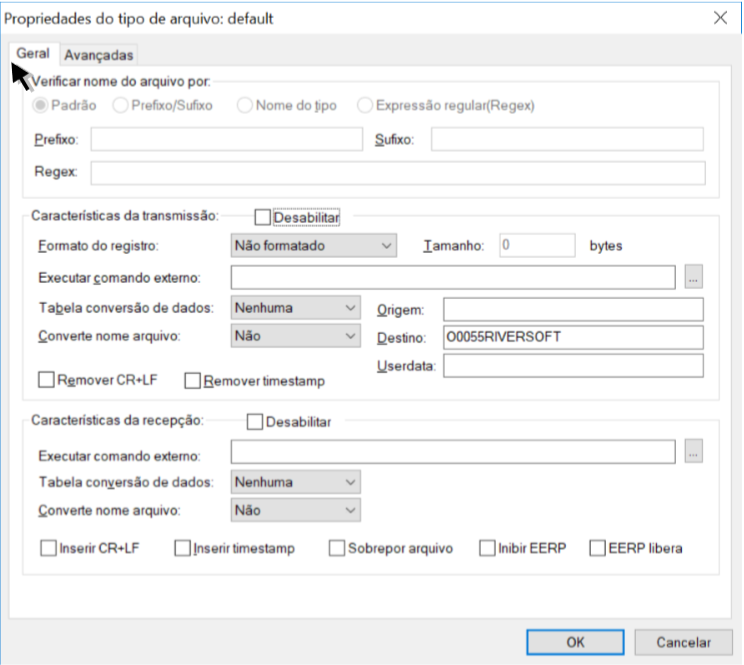 Propriedades do tipo de arquivo: default
Geral Avançadas
Verificar nome do arquivo por:
Padrão Prefixo/Sufixo Nome do tipo Expressão regular(Regex)
Prefixo: Sufixo:
Regex:
Características da transmissão: Desabilitar
Formato do registro: Não formatado Tamanho: 0 bytes
Executar comando externo: ...
Tabela conversão de dados: Nenhuma Origem:
Converte nome arquivo: Não Destino: O0055RIVERSOFT
Userdata:
Remover CR+LF Remover timestamp
Características da recepção: Desabilitar
Executar comando externo: ...
Tabela conversão de dados: Nenhuma
Converte nome arquivo: Não
Inserir CR+LF Inserir timestamp Sobrepor arquivo Inibir EERP EERP libera
OK Cancelar